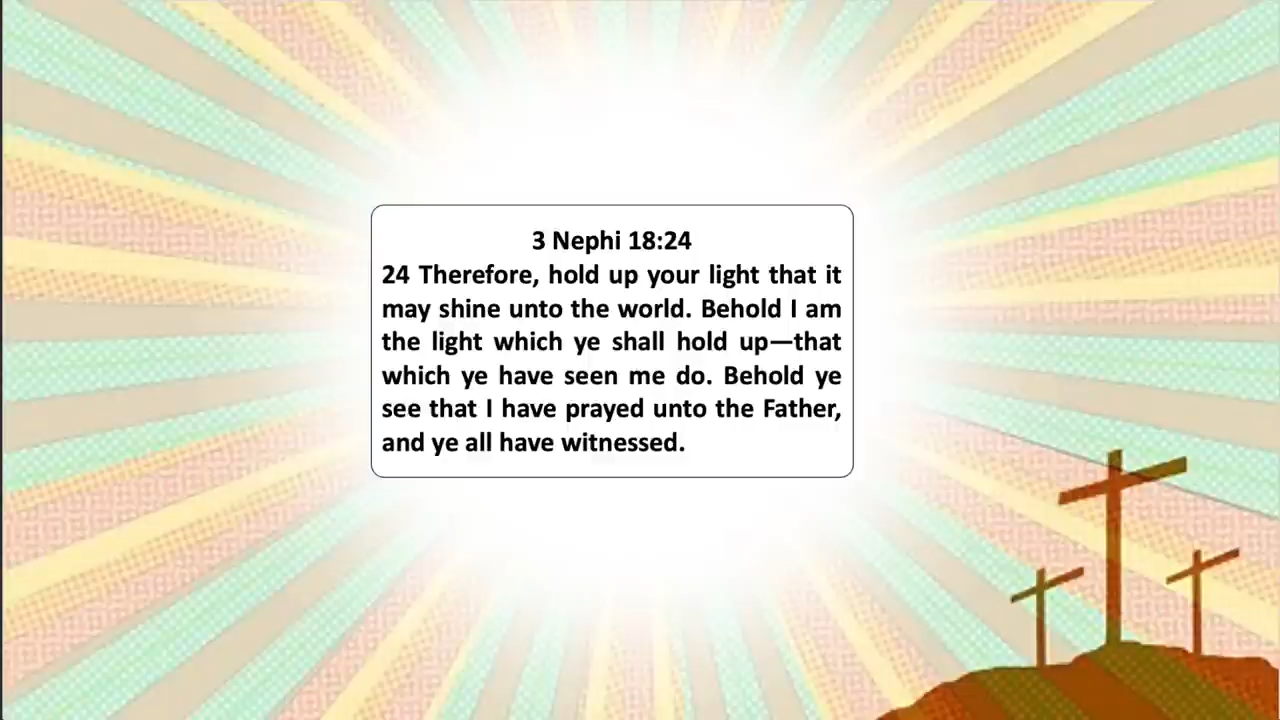 3 Nephi 18:24
24 Therefore, hold up your light that it
may shine unto the world. Behold I am
the light which ye shall hold up—that
which ye have seen me do. Behold ye
see that I have prayed unto the Father,
and ye all have witnessed.